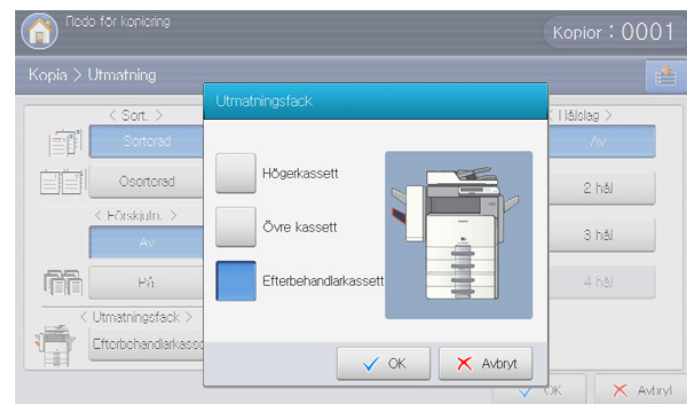 Redo för kopiering
Kopior : 0001
Kopia > Utmatning
Utmatningsfack
< Sort. >
Sorterad
Osorterad
< Förskjutn. >
Av
På
< Utmatningsfack >
Efterbehandlarkasse
Högerkassett
Övre kassett
Efterbehandlarkassett
OK
Avbryt
< Hålslag >
Av
2 hål
3 hål
4 hål
OK
Avbryt